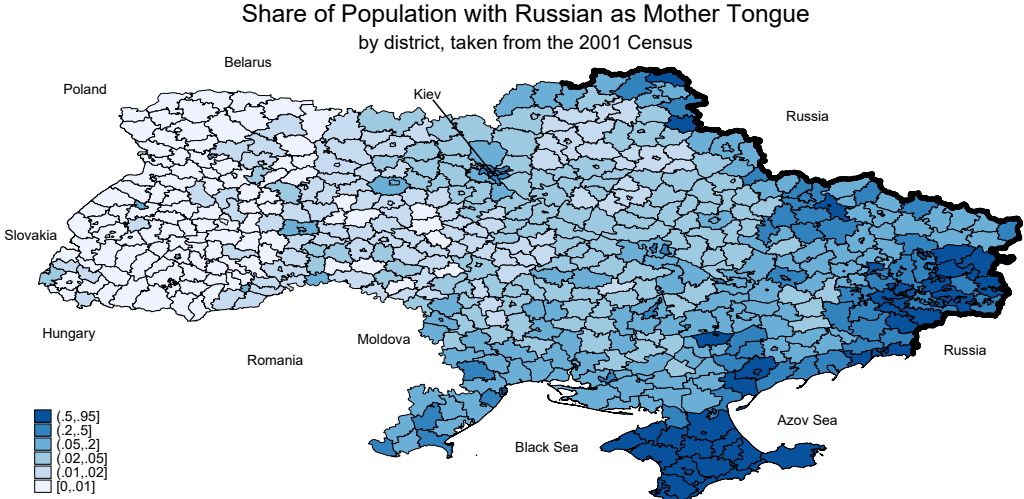 Share of Population with Russian as Mother Tongue
by district, taken from the 2001 Census
Belarus
Poland
Kiev
Russia
Slovakia
Hungary
Moldova
Romania
Russia
Azov Sea
Black Sea
(.5,.95]
(.2,.5]
(.05,.2]
(.02,.05]
(.01,.02]
[0,.01]